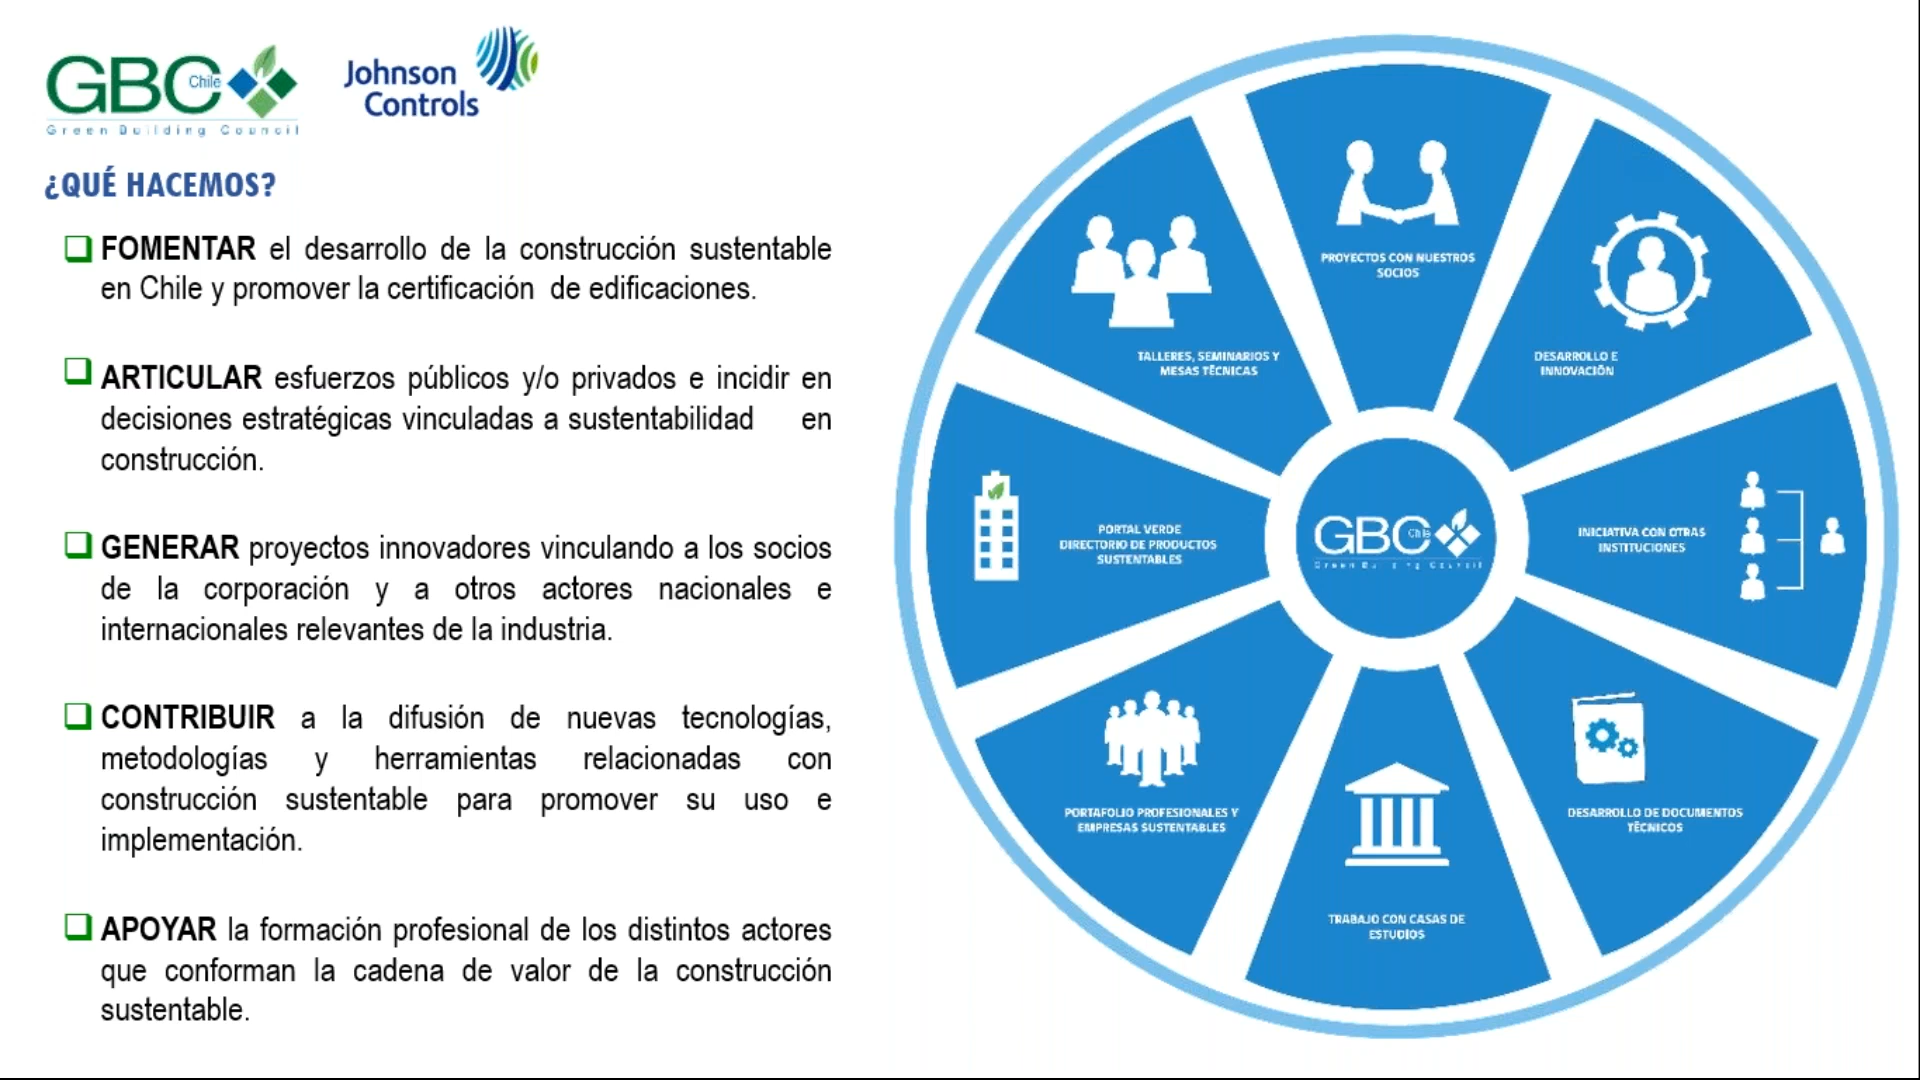 GBC Chile
Green Building Council
Johnson
Controls
¿QUÉ HACEMOS?
FOMENTAR el desarrollo de la construcción sustentable
en Chile y promover la certificación de edificaciones.
ARTICULAR esfuerzos públicos y/o privados e incidir en
decisiones estratégicas vinculadas a sustentabilidad en
construcción.
GENERAR proyectos innovadores vinculando a los socios
de la corporación y a otros actores nacionales e
internacionales relevantes de la industria.
CONTRIBUIR a la difusión de nuevas tecnologías,
metodologías y herramientas relacionadas con
construcción sustentable para promover su uso e
implementación.
APOYAR la formación profesional de los distintos actores
que conforman la cadena de valor de la construcción
sustentable.
PROYECTOS CON NUESTROS
SOCIOS
DESARROLLO E
INNOVACIÓN
INICIATIVA CON OTRAS
INSTITUCIONES
DESARROLLO DE DOCUMENTOS
TÉCNICOS
TRABAJO CON CASAS DE
ESTUDIOS
PORTAFOLIO PROFESIONALES Y
EMPRESAS SUSTENTABLES
PORTAL VERDE
DIRECTORIO DE PRODUCTOS
SUSTENTABLES
TALLERES, SEMINARIOS Y
MESAS TÉCNICAS
GBC Chile
Green Building Council